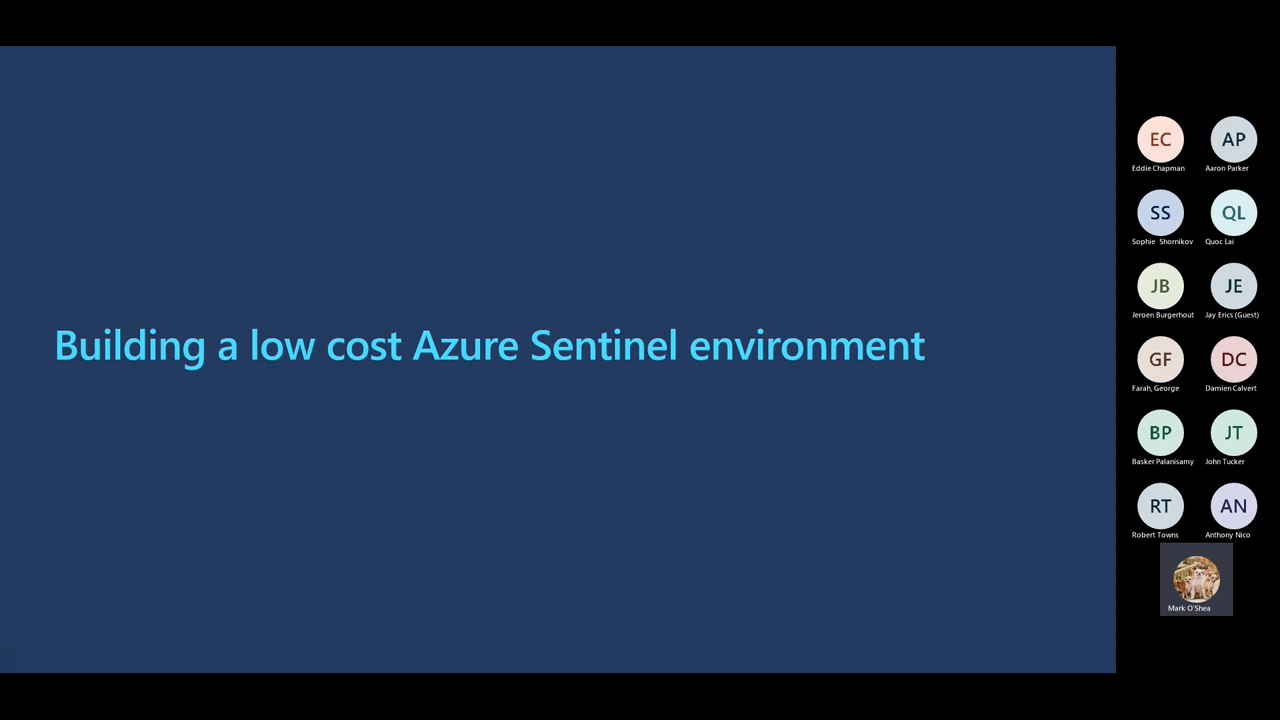 Building a low cost Azure Sentinel environment
EC
AP
Eddie Chapman
Aaron Parker
SS
QL
Sophie Shornikov
Quoc Lai
JB
JE
Jeroen Burgerhout
Jay Erics (Guest)
GF
DC
Farah, George
Damien Calvert
BP
JT
Basker Palanisamy
John Tucker
RT
AN
Robert Towns
Anthony Nico
Mark O'Shea